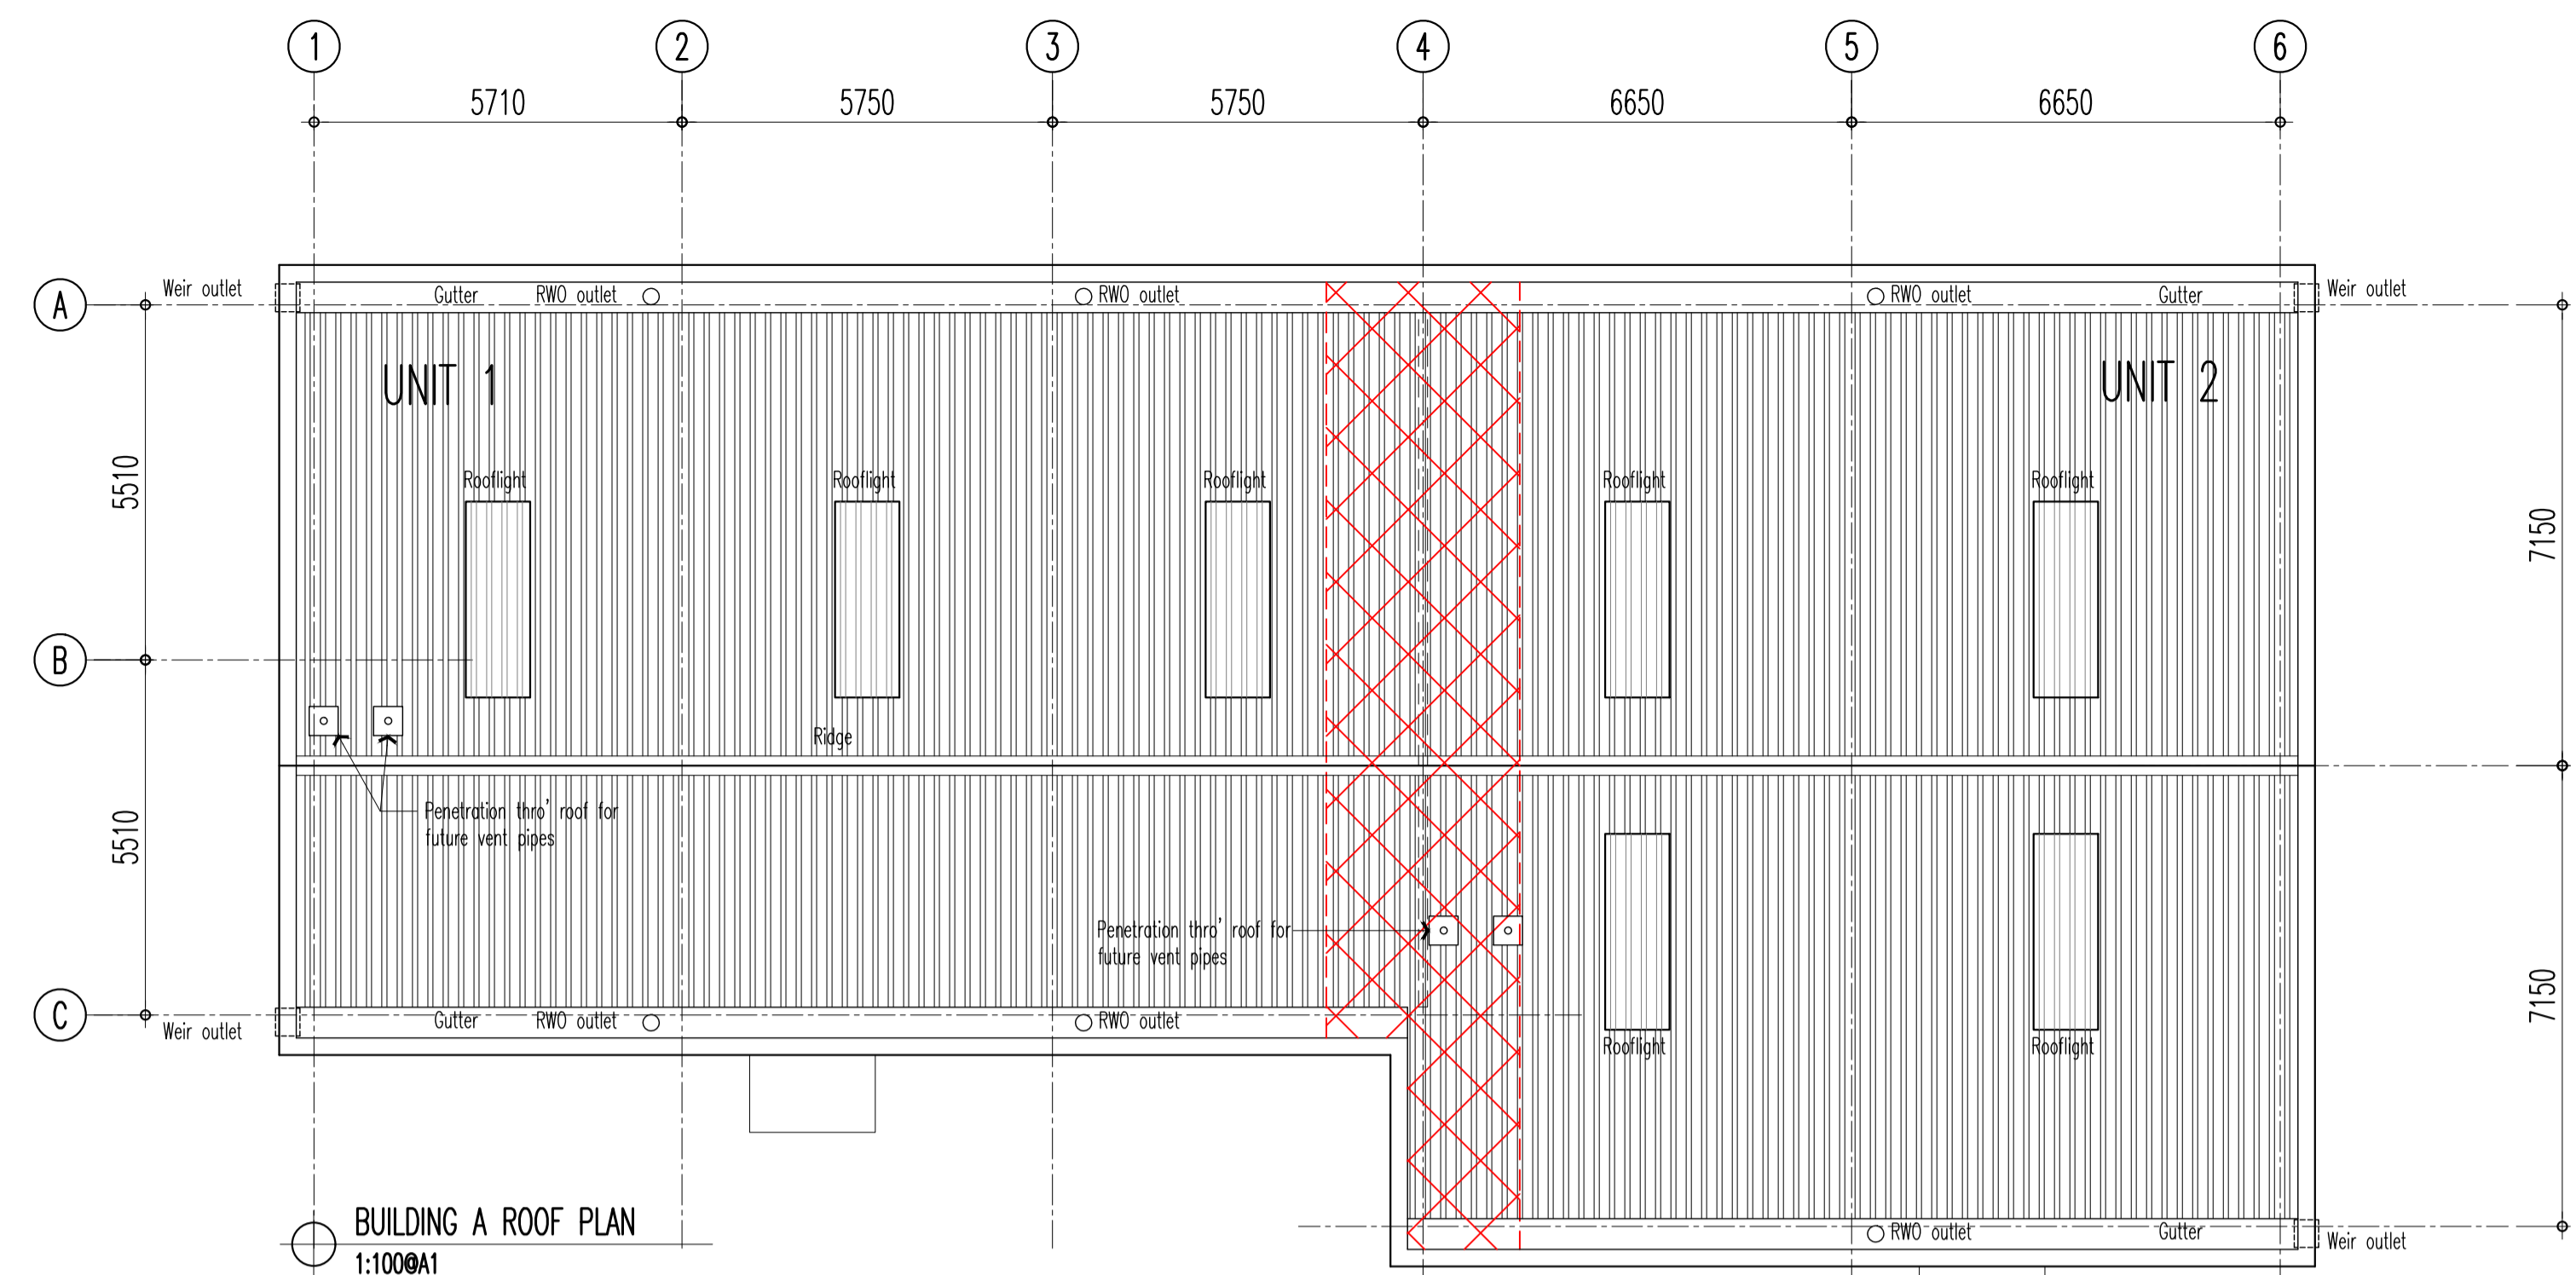 1 2 3 4 5 6
5710 5750 5750 6650 6650
A Weir outlet Gutter RWO outlet RWO outlet RWO outlet Gutter Weir outlet
UNIT 1 UNIT 2
5510
Rooflight Rooflight Rooflight Rooflight Rooflight
7150
B
Ridge
Penetration thro' roof for
future vent pipes
5510
Penetration thro' roof for
future vent pipes
7150
C
Weir outlet Gutter RWO outlet RWO outlet
Rooflight Rooflight
BUILDING A ROOF PLAN
1:100@A1
RWO outlet Gutter Weir outlet